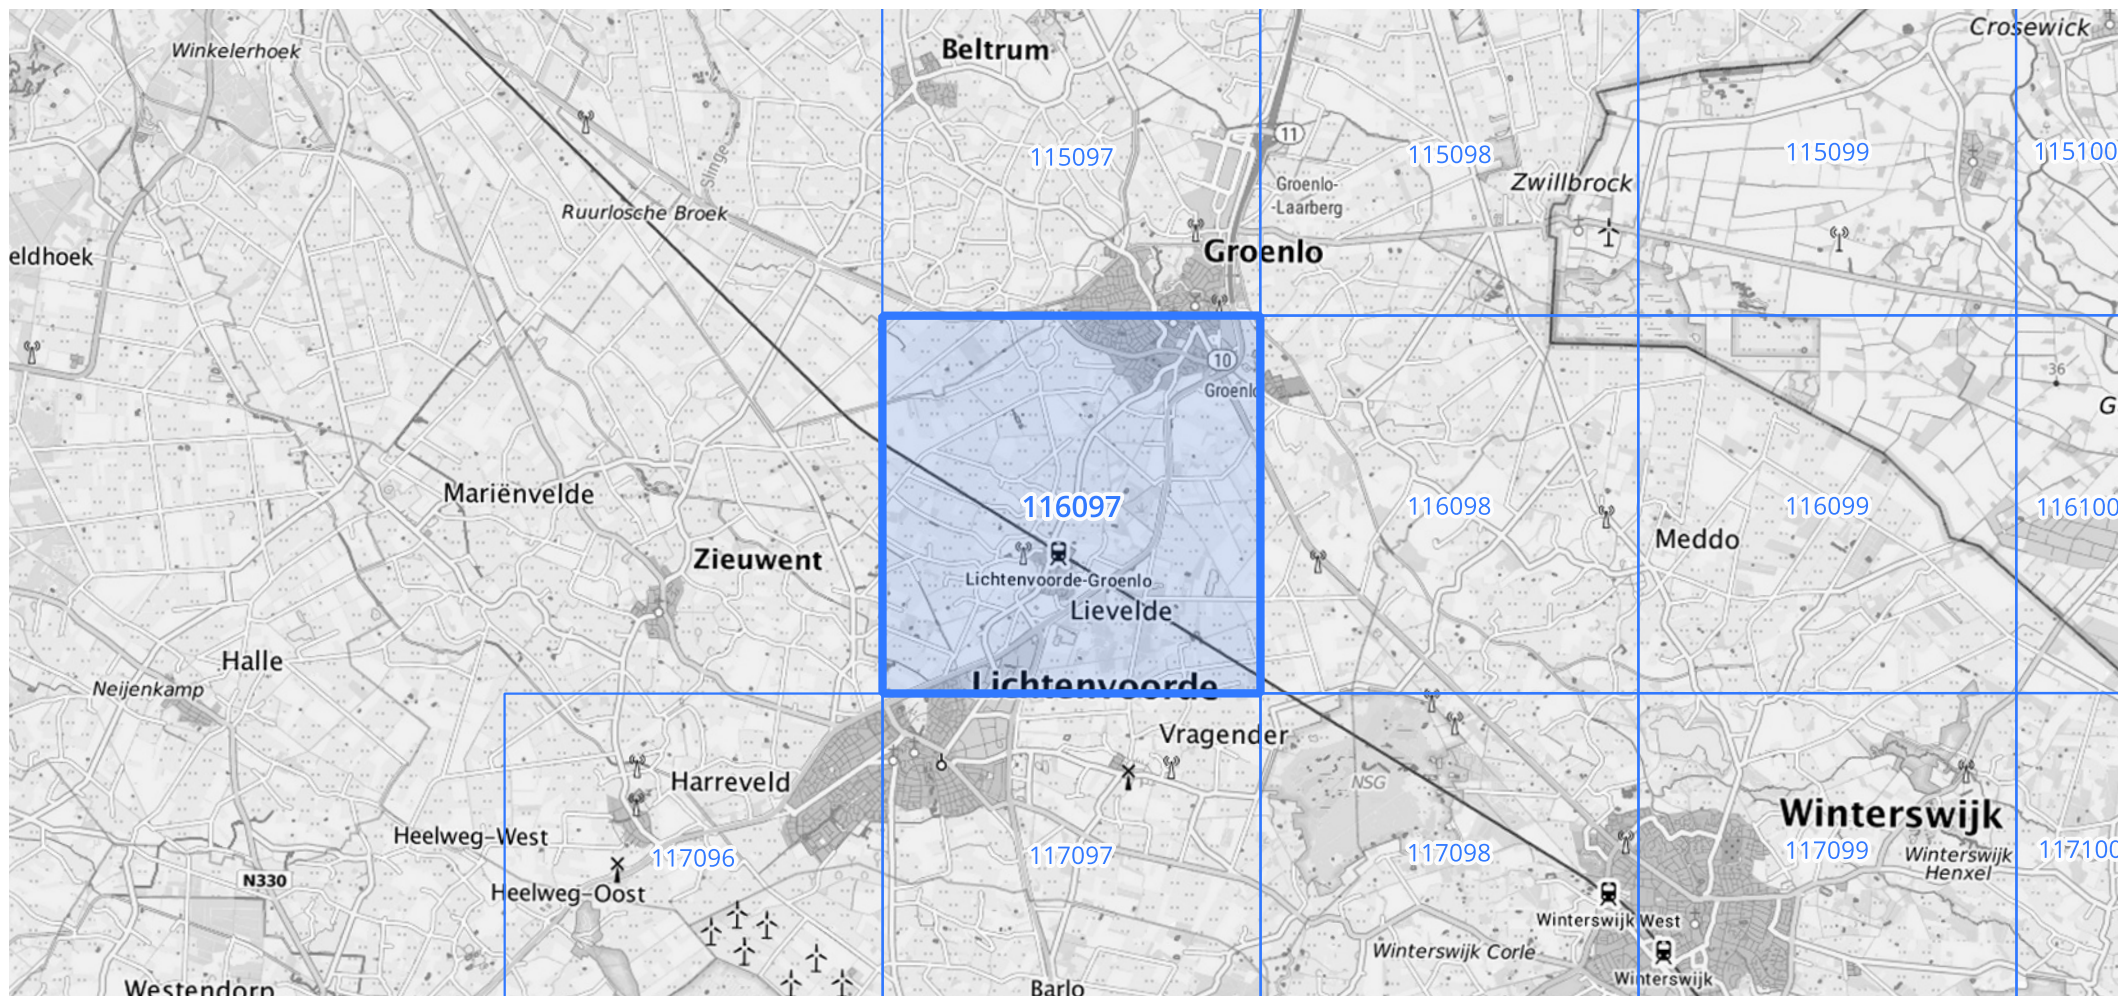 Crosewick
Winkelerhoek
Beltrum
11
115097
115098
115099
115100
Slinge
Groenlo-
-Laarberg
Zwillbrock
Ruurlosche Broek
eldhoek
Groenlo
10
Groenlo
36
G
Mariënvelde
116097
116098
116099
116100
Meddo
Zieuwent
Lichtenvoorde-Groenlo
Lievelde
Halle
Neijenkamp
Lichtenvoorde
Vragender
Harreveld
NSG
Winterswijk
Heelweg-West
117096
117097
117098
117099
117100
Winterswijk
Henxel
N330
Heelweg-Oost
Winterswijk West
Winterswijk Corle
Winterswijk
Westendorp
Barlo